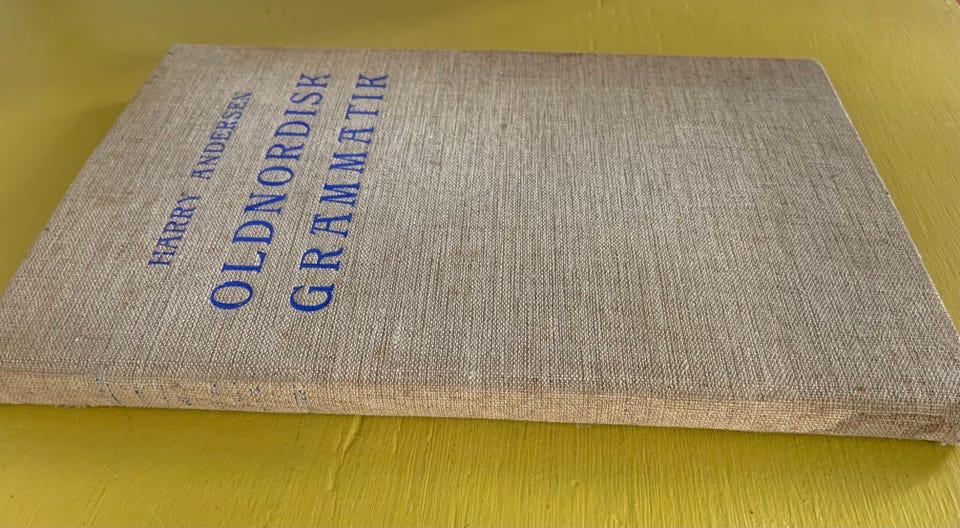 HARRY ANDERSEN
OLDNORDISK
GRAMMATIK